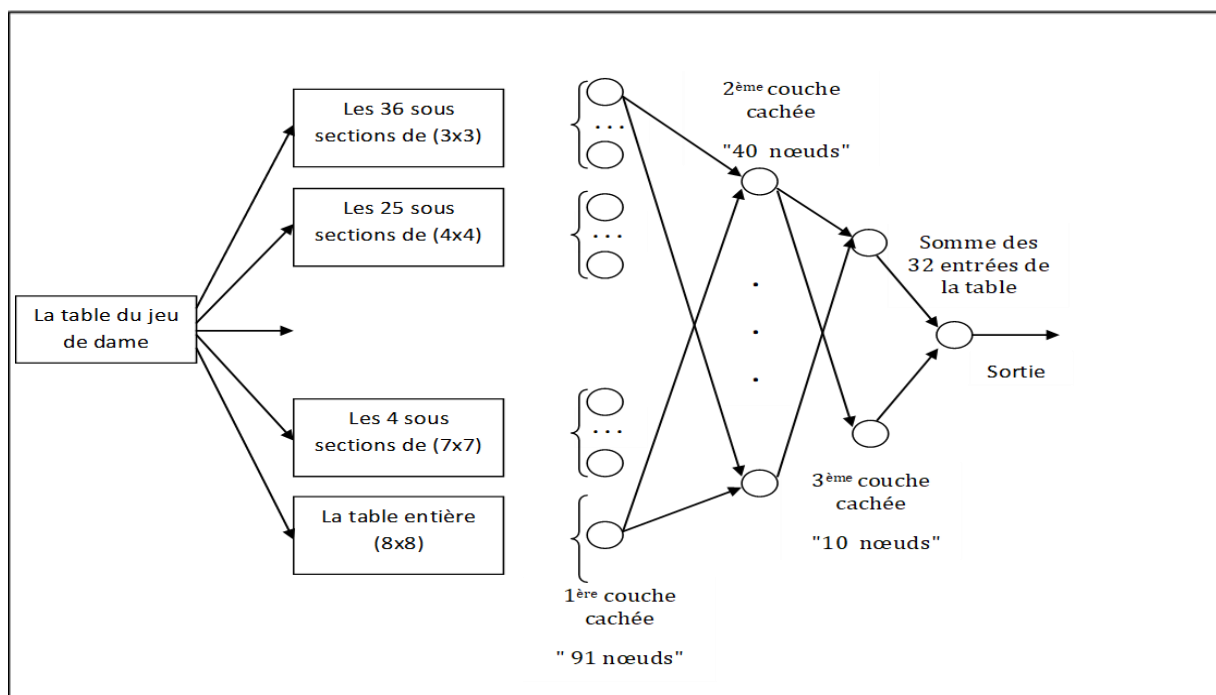 La table du jeu
de dame
Les 36 sous
sections de (3x3)
Les 25 sous
sections de (4x4)
Les 4 sous
sections de (7x7)
La table entière
(8x8)
...
...
...
1ère couche
cachée
" 91 nœuds"
2ème couche
cachée
"40 nœuds"
.
.
.
3ème couche
cachée
"10 nœuds"
Somme des
32 entrées de
la table
Sortie